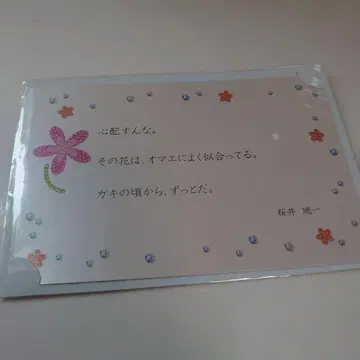 心配すんな。
その花は、オマエによく似合ってる。
ガキの頃から、ずっとだ。
桜井 琥一